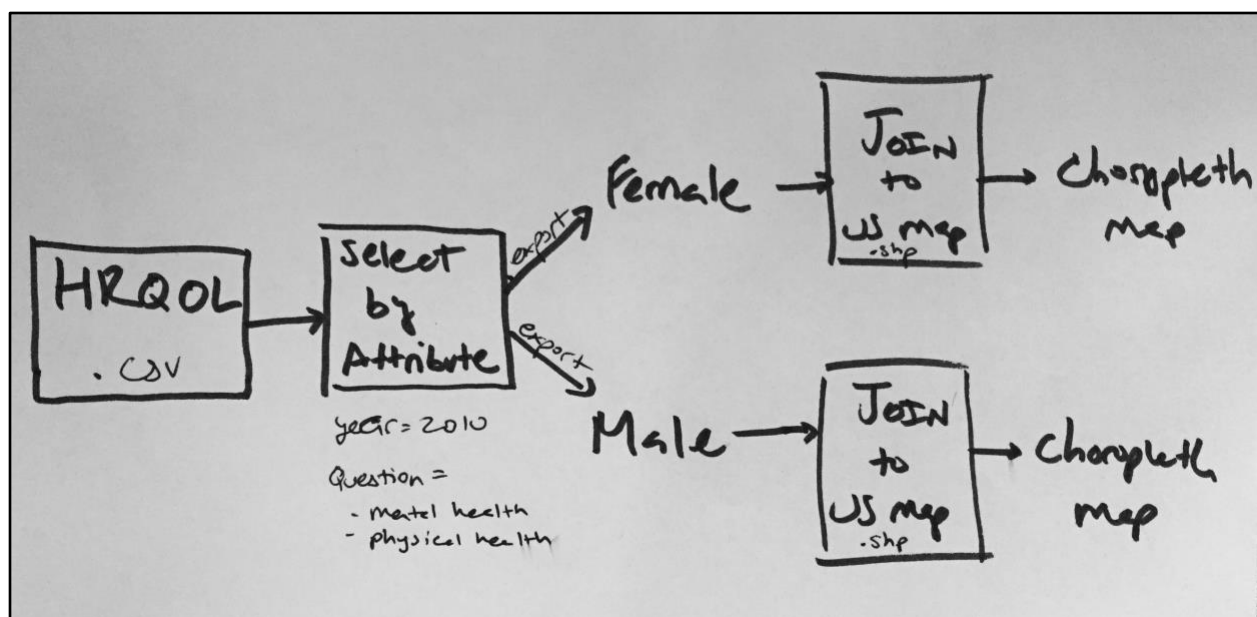 HRQOL
.csv
Select
by
Attribute
year = 2010
Question =
- mental health
- physical health
export
Female
JOIN
to
US map
.shp
Choropleth
map
export
Male
JOIN
to
US map
.shp
Choropleth
map